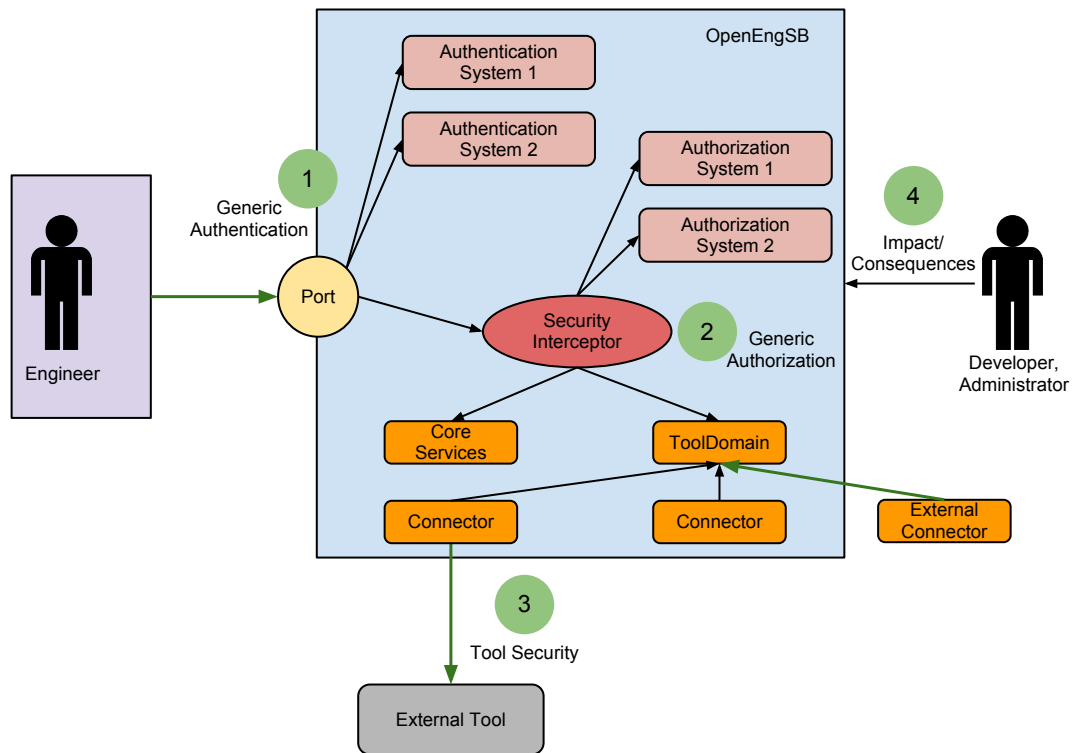 OpenEngSB
Authentication
System 1
Authentication
System 2
Authorization
System 1
Authorization
System 2
1
Generic
Authentication
4
Impact/
Consequences
Port
Security
Interceptor
2
Generic
Authorization
Engineer
Developer,
Administrator
Core
Services
ToolDomain
Connector
Connector
External
Connector
3
Tool Security
External Tool